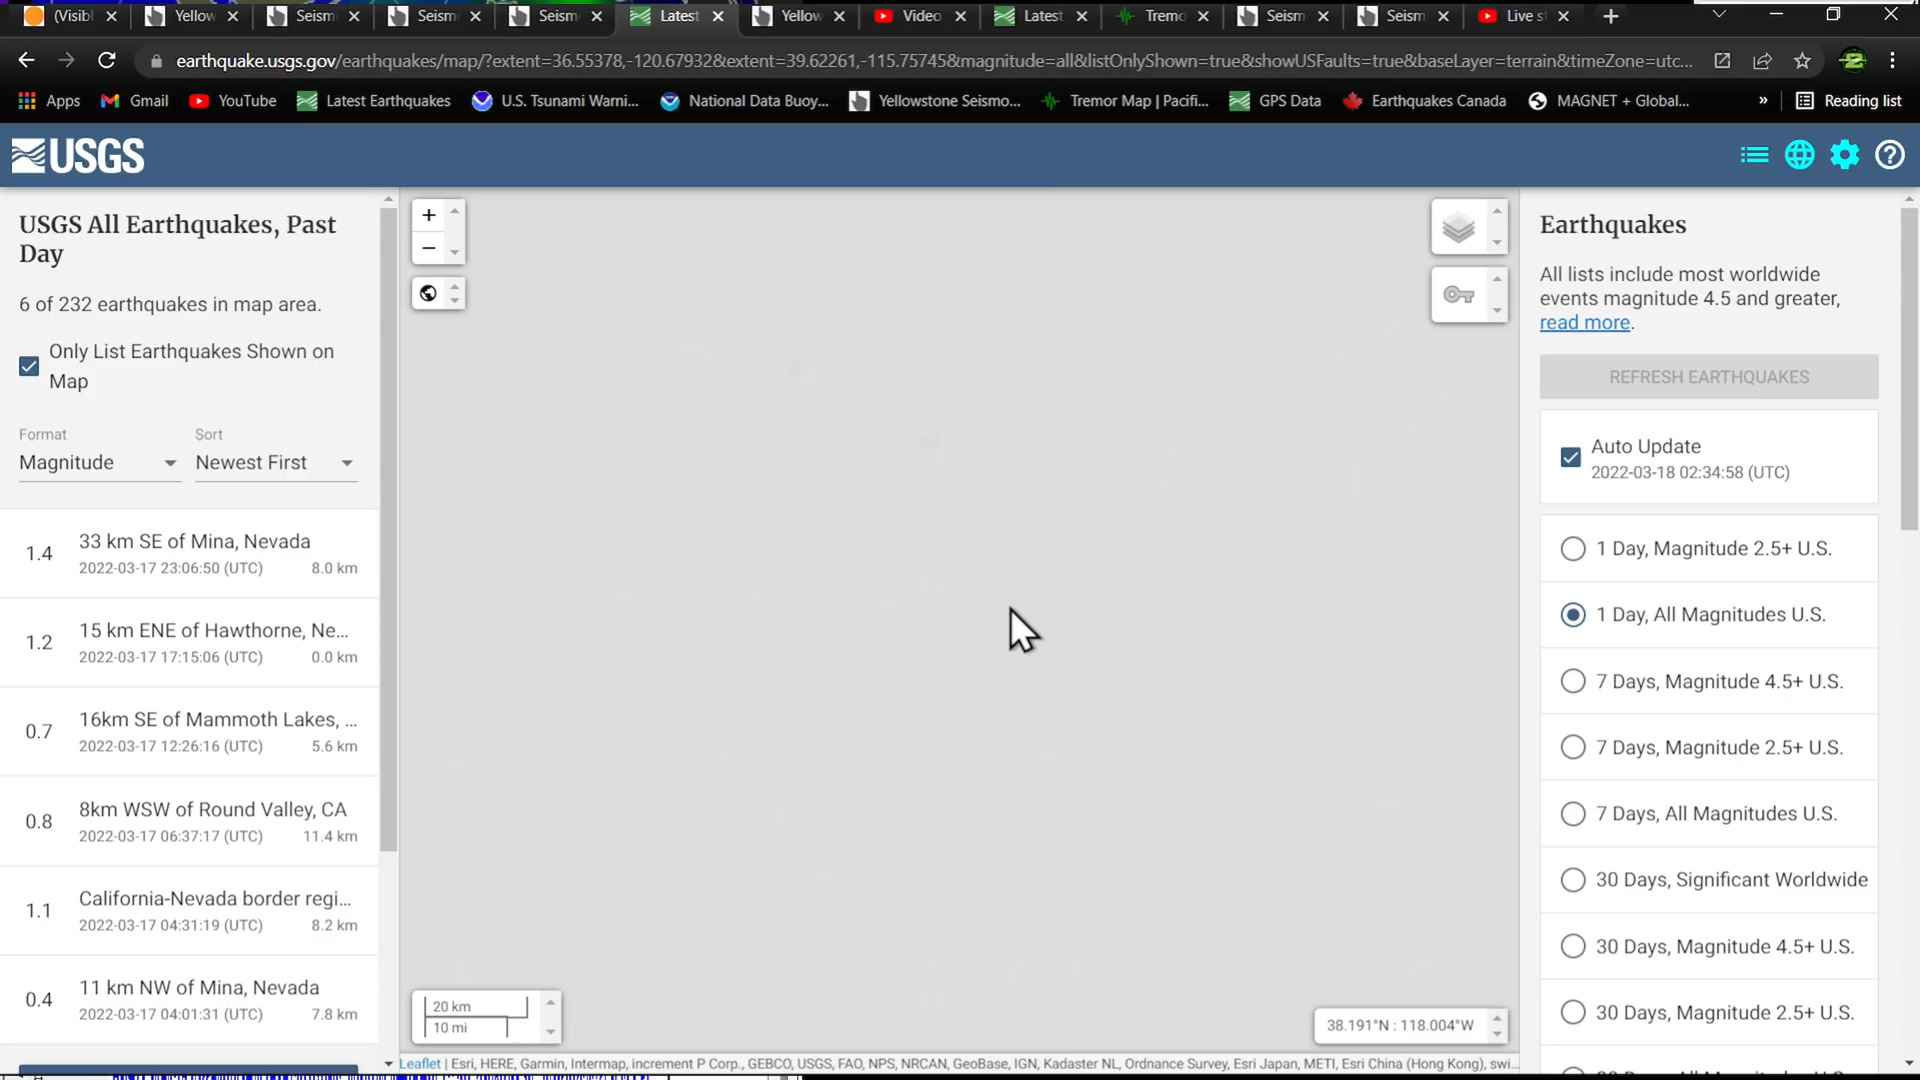 (Visibl
Yellow
Seism
Seism
Seism
Latest
Yellow
Video
Latest
Tremo
Seism
Seism
Live st
earthquake.usgs.gov/earthquakes/map/?extent=36.55378,-120.67932&extent=39.62261,-115.75745&magnitude=all&listOnlyShown=true&showUSFaults=true&baseLayer=terrain&timeZone=utc...
Apps
Gmail
YouTube
Latest Earthquakes
U.S. Tsunami Warni...
National Data Buoy...
Yellowstone Seismo...
Tremor Map | Pacifi...
GPS Data
Earthquakes Canada
MAGNET + Global...
»
Reading list
USGS
USGS All Earthquakes, Past
Day
6 of 232 earthquakes in map area.
Only List Earthquakes Shown on
Map
Format
Sort
Magnitude
Newest First
1.4
33 km SE of Mina, Nevada
2022-03-17 23:06:50 (UTC)
8.0 km
1.2
15 km ENE of Hawthorne, Ne...
2022-03-17 17:15:06 (UTC)
0.0 km
0.7
16km SE of Mammoth Lakes, ...
2022-03-17 12:26:16 (UTC)
5.6 km
0.8
8km WSW of Round Valley, CA
2022-03-17 06:37:17 (UTC)
11.4 km
1.1
California-Nevada border regi...
2022-03-17 04:31:19 (UTC)
8.2 km
0.4
11 km NW of Mina, Nevada
2022-03-17 04:01:31 (UTC)
7.8 km
+
−
20 km
10 mi
38.191°N : 118.004°W
Leaflet | Esri, HERE, Garmin, Intermap, increment P Corp., GEBCO, USGS, FAO, NPS, NRCAN, GeoBase, IGN, Kadaster NL, Ordnance Survey, Esri Japan, METI, Esri China (Hong Kong), swi...
Earthquakes
All lists include most worldwide
events magnitude 4.5 and greater,
read more.
REFRESH EARTHQUAKES
Auto Update
2022-03-18 02:34:58 (UTC)
1 Day, Magnitude 2.5+ U.S.
1 Day, All Magnitudes U.S.
7 Days, Magnitude 4.5+ U.S.
7 Days, Magnitude 2.5+ U.S.
7 Days, All Magnitudes U.S.
30 Days, Significant Worldwide
30 Days, Magnitude 4.5+ U.S.
30 Days, Magnitude 2.5+ U.S.